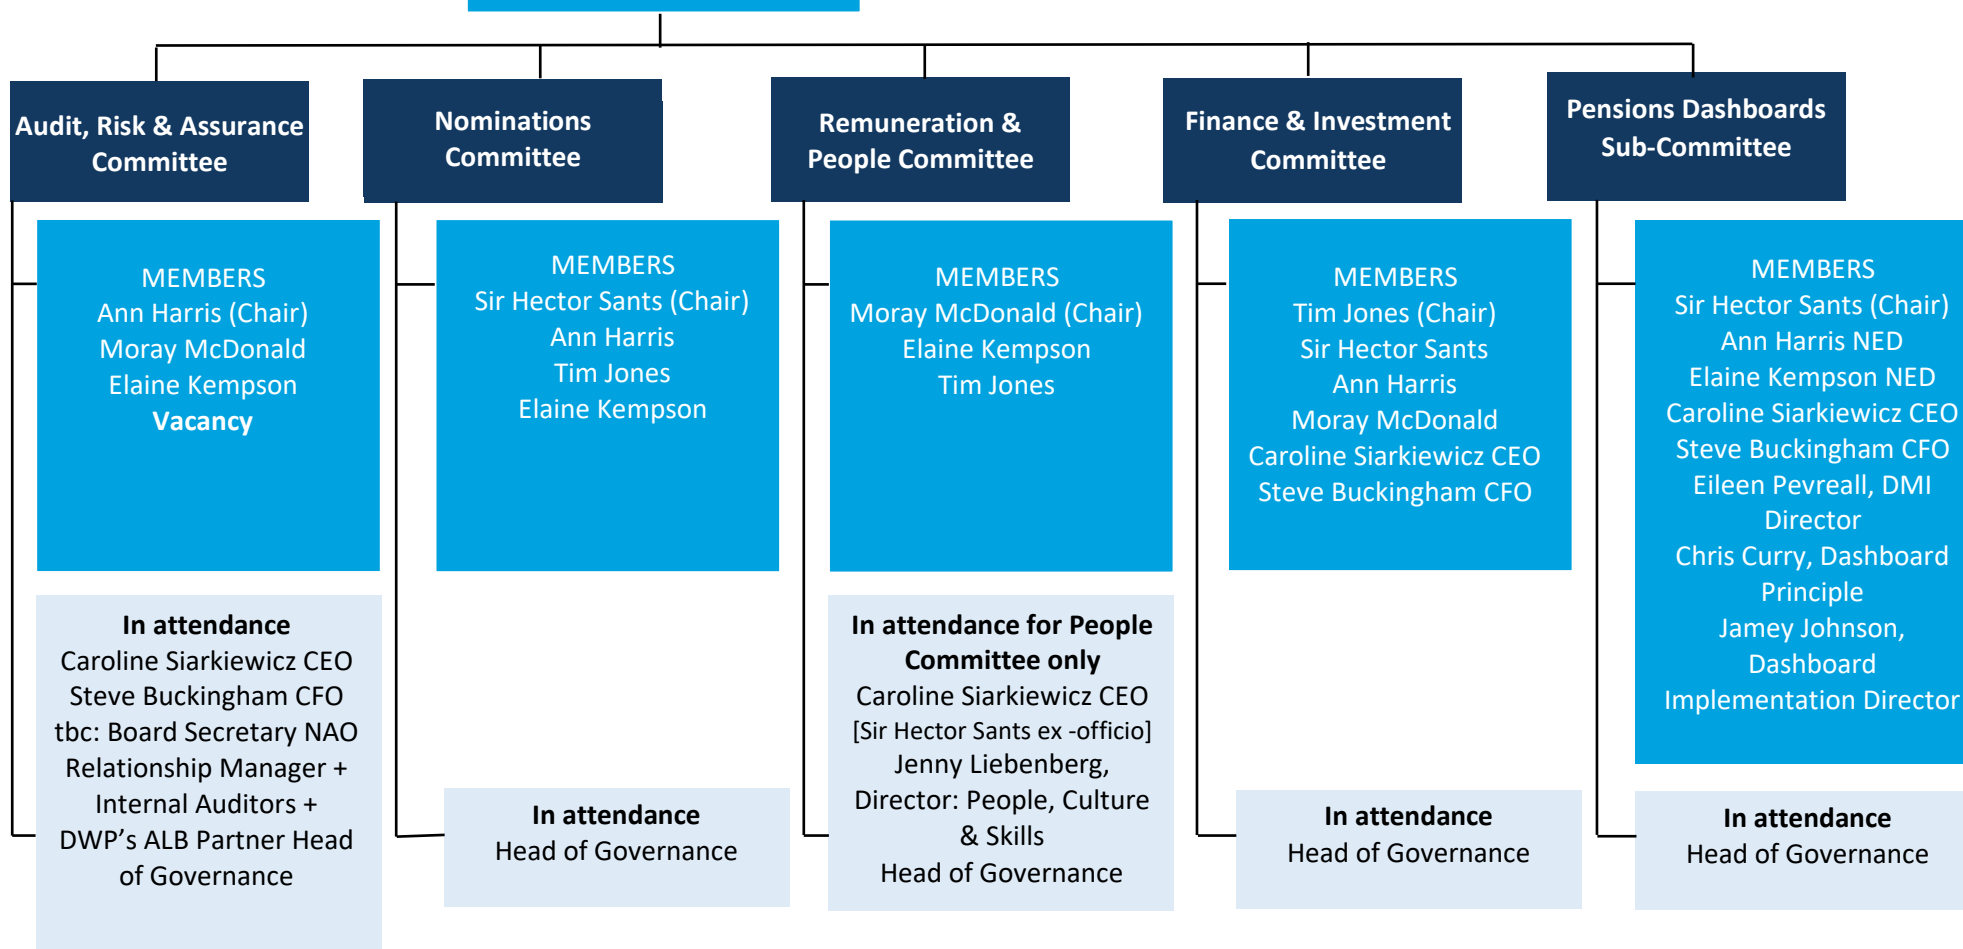 Audit, Risk & Assurance
Committee
MEMBERS
Ann Harris (Chair)
Moray McDonald
Elaine Kempson
Vacancy
In attendance
Caroline Siarkiewicz CEO
Steve Buckingham CFO
tbc: Board Secretary NAO
Relationship Manager +
Internal Auditors +
DWP’s ALB Partner Head
of Governance
Nominations
Committee
MEMBERS
Sir Hector Sants (Chair)
Ann Harris
Tim Jones
Elaine Kempson
In attendance
Head of Governance
Remuneration &
People Committee
MEMBERS
Moray McDonald (Chair)
Elaine Kempson
Tim Jones
In attendance for People
Committee only
Caroline Siarkiewicz CEO
[Sir Hector Sants ex -officio]
Jenny Liebenberg,
Director: People, Culture
& Skills
Head of Governance
Finance & Investment
Committee
MEMBERS
Tim Jones (Chair)
Sir Hector Sants
Ann Harris
Moray McDonald
Caroline Siarkiewicz CEO
Steve Buckingham CFO
In attendance
Head of Governance
Pensions Dashboards
Sub-Committee
MEMBERS
Sir Hector Sants (Chair)
Ann Harris NED
Elaine Kempson NED
Caroline Siarkiewicz CEO
Steve Buckingham CFO
Eileen Pevreall, DMI
Director
Chris Curry, Dashboard
Principle
Jamey Johnson,
Dashboard
Implementation Director
In attendance
Head of Governance